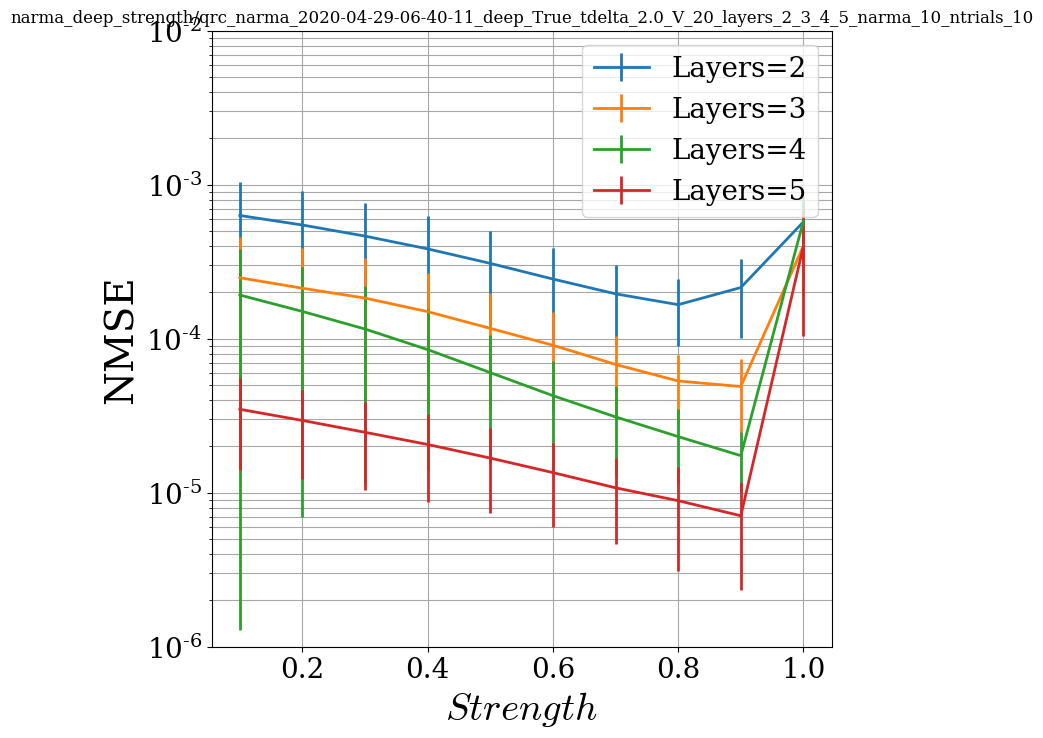 narma_deep_strength/qrc_narma_2020-04-29-06-40-11_deep_True_tdelta_2.0_V_20_layers_2_3_4_5_narma_10_ntrials_10
10-2
Layers=2
Layers=3
Layers=4
Layers=5
10-3
10-4
10-5
10-6
NMSE
0.2 0.4 0.6 0.8 1.0
Strength